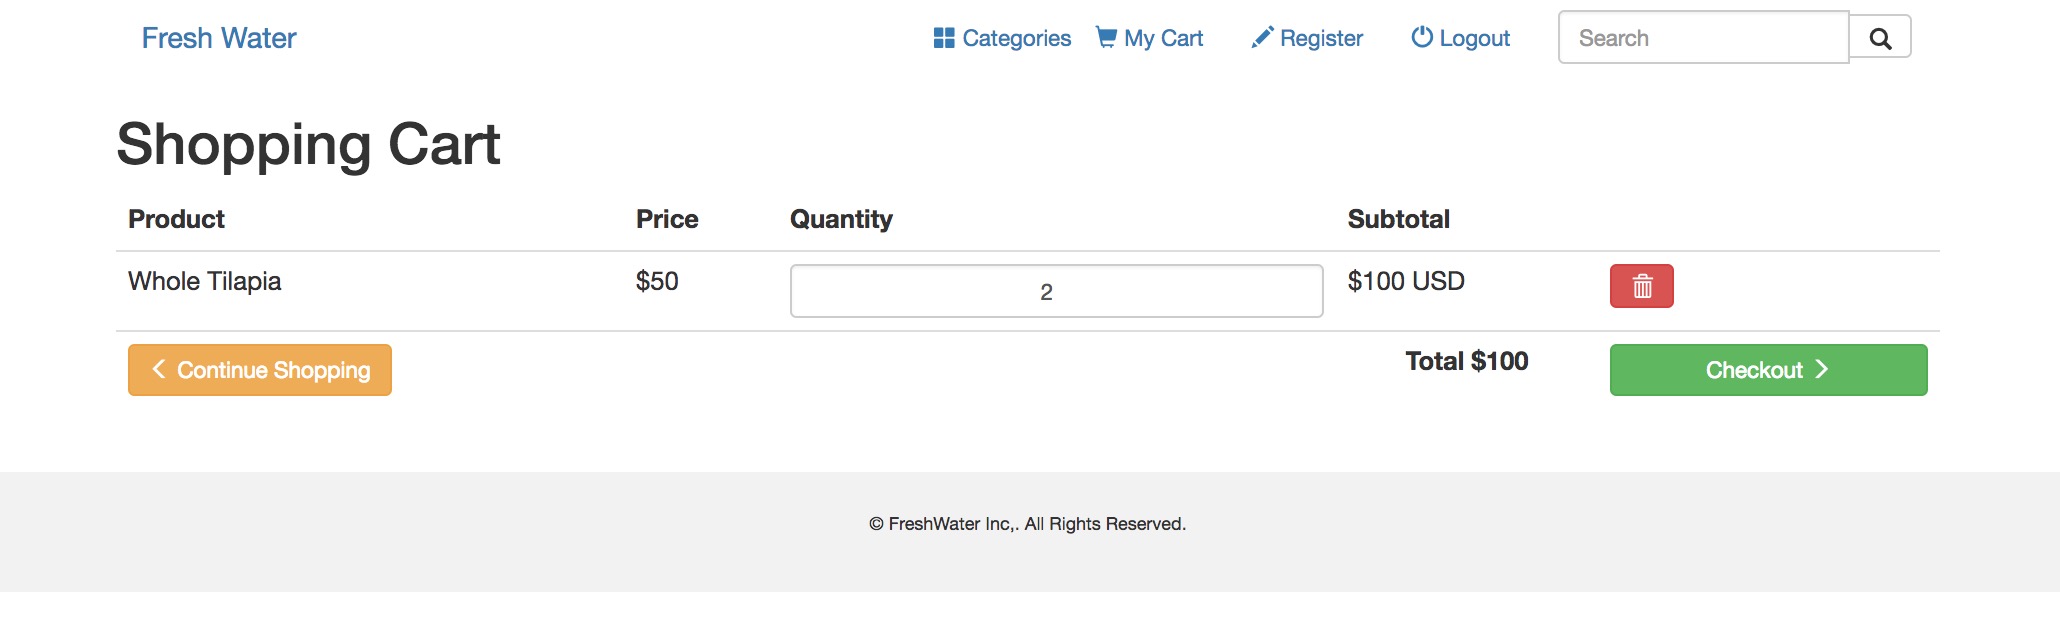 Fresh Water Categories My Cart Register Logout Search
Shopping Cart
Product Price Quantity Subtotal
Whole Tilapia $50 2 $100 USD
Continue Shopping Total $100 Checkout
© FreshWater Inc,. All Rights Reserved.